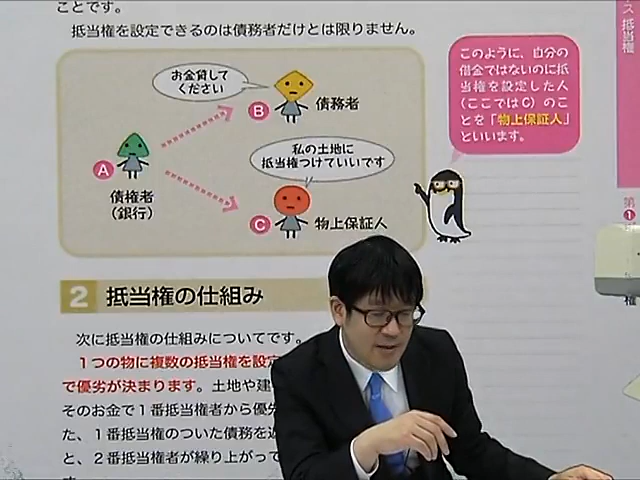 ことです。
抵当権を設定できるのは債務者だけとは限りません。
お金貸して
ください
B 債務者
私の土地に
抵当権つけていいです
A
債権者
(銀行)
C 物上保証人
このように、自分の
借金ではないのに抵
当権を設定した人
(ここではC)のこ
とを「物上保証人」
といいます。
2 抵当権の仕組み
次に抵当権の仕組みについてです。
1つの物に複数の抵当権を設定
で優劣が決まります。土地や建
そのお金で1番抵当権者から優先
た、1番抵当権のついた債務を
と、2番抵当権者が繰り上がって
ス 抵当権
第1
権